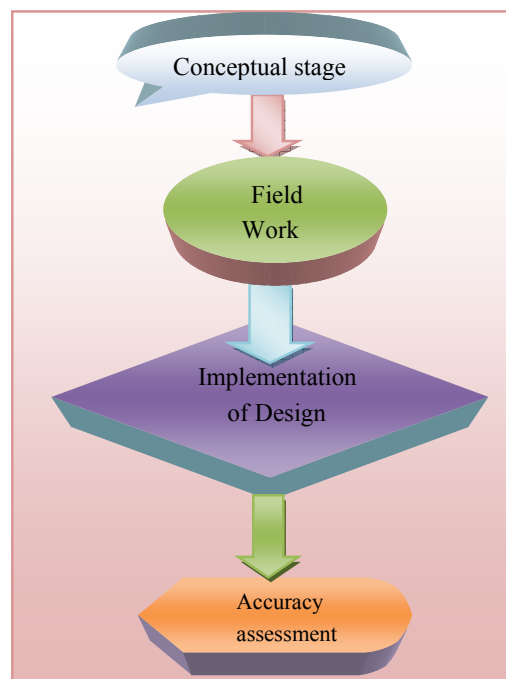 Conceptual stage
Field
Work
Implementation
of Design
Accuracy
assessment